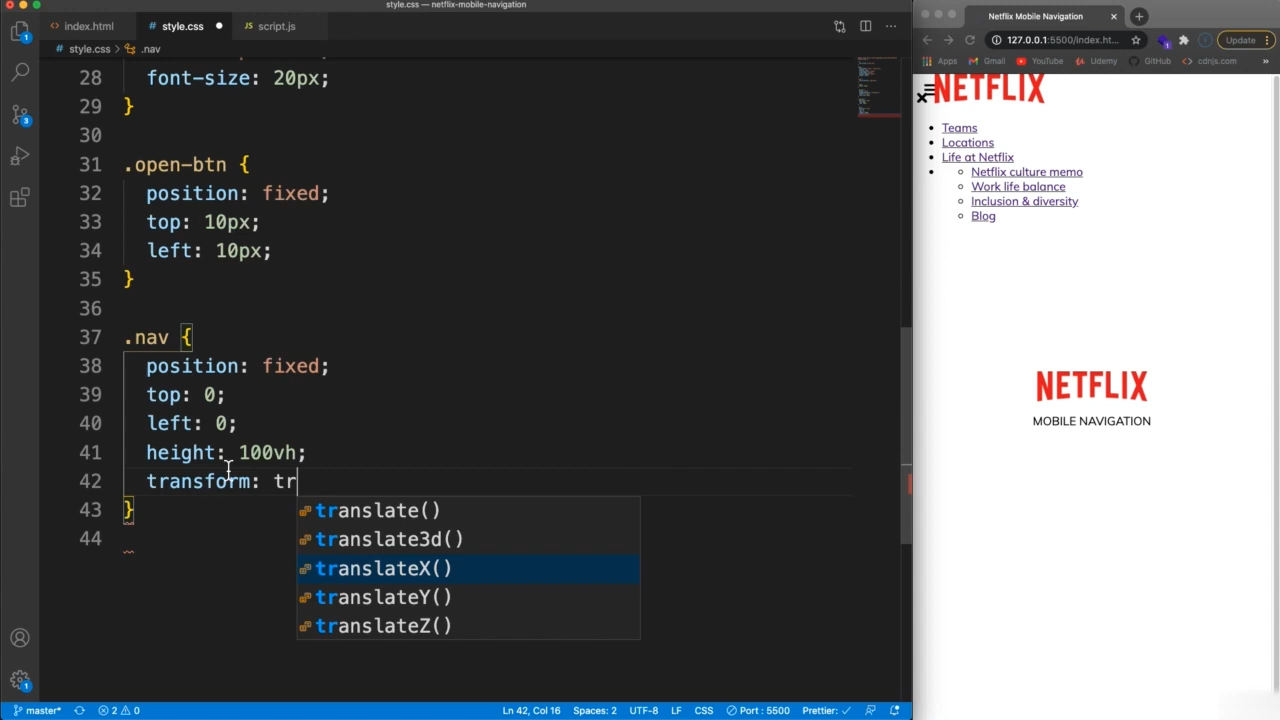 style.css — netflix-mobile-navigation
index.html
style.css
script.js
style.css > .nav
28 font-size: 20px;
29 }
30
31 .open-btn {
32 position: fixed;
33 top: 10px;
34 left: 10px;
35 }
36
37 .nav {
38 position: fixed;
39 top: 0;
40 left: 0;
41 height: 100vh;
42 transform: tr
43 }
44
translate()
translate3d()
translateX()
translateY()
translateZ()
master* 2 0 Ln 42, Col 16 Spaces: 2 UTF-8 LF CSS Port : 5500 Prettier:
Netflix Mobile Navigation
127.0.0.1:5500/index.ht... Update
Apps Gmail YouTube Udemy GitHub cdnjs.com »
NETFLIX
Teams
Locations
Life at Netflix
Netflix culture memo
Work life balance
Inclusion & diversity
Blog
NETFLIX
MOBILE NAVIGATION